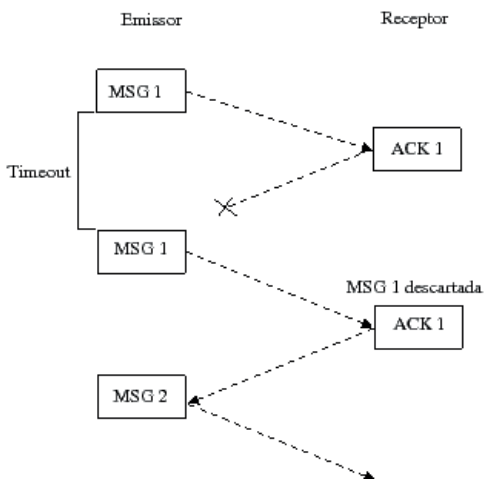 Emissor
Receptor
MSG 1
ACK 1
Timeout
MSG 1
MSG 1 descartada
ACK 1
MSG 2